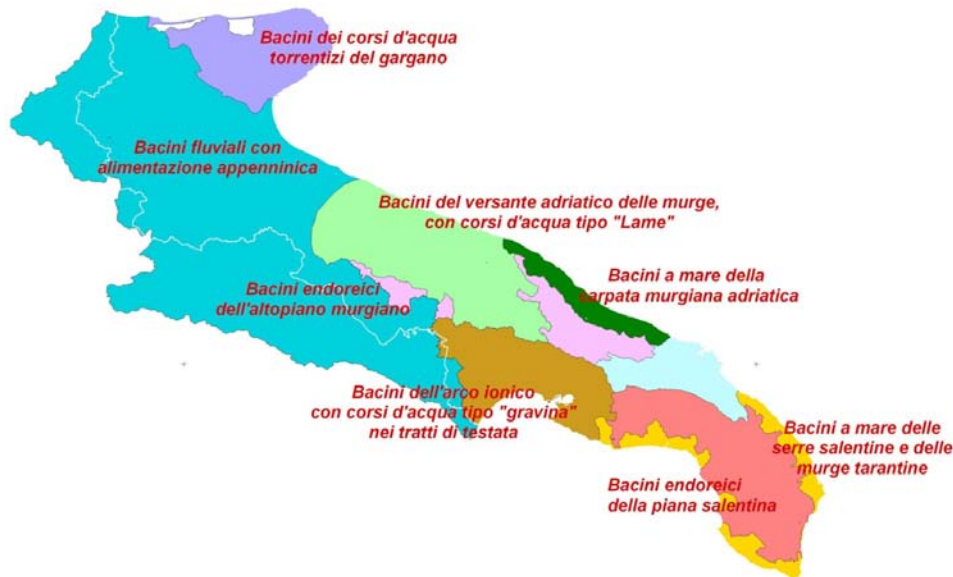 Bacini dei corsi d'acqua
torrentizi del gargano
Bacini fluviali con
alimentazione appenninica
Bacini del versante adriatico delle murge,
con corsi d'acqua tipo "Lame"
Bacini a mare della
carpata murgiana adriatica
Bacini endoreici
dell'altopiano murgiano
Bacini dell'arco ionico
con corsi d'acqua tipo "gravina"
nei tratti di testata
Bacini a mare delle
serre salentine e delle
murge tarantine
Bacini endoreici
della piana salentina